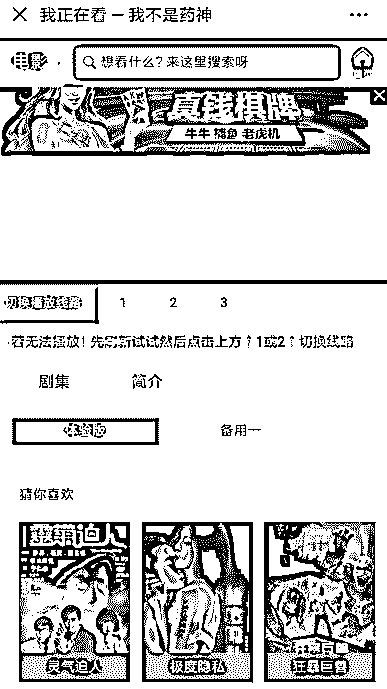 我正在看 — 我不是药神
电影
想看什么？来这里搜索呀
真钱棋牌
牛牛 捕鱼 老虎机
切换播放线路 1 2 3
若无法播放！先刷新试试然后点击上方↑1或2↑切换线路
剧集 简介
体验版 备用一
猜你喜欢
灵气迫人 极度隐私 狂暴巨兽